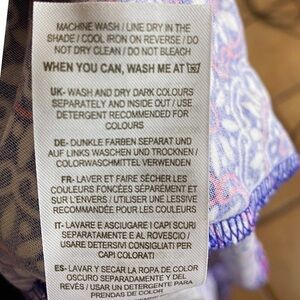 MACHINE WASH / LINE DRY IN THE
SHADE / COOL IRON ON REVERSE / DO
NOT DRY CLEAN / DO NOT BLEACH
WHEN YOU CAN, WASH ME AT
UK- WASH AND DRY DARK COLOURS
SEPARATELY AND INSIDE OUT / USE
DETERGENT RECOMMENDED FOR
COLOURS
DE- DUNKLE FARBEN SEPARAT UND
AUF LINKS WASCHEN UND TROCKNEN /
COLORWASCHMITTEL VERWENDEN
FR- LAVER ET FAIRE SÉCHER LES
COULEURS FONCÉES SÉPARÉMENT ET
SUR L'ENVERS / UTILISER UNE LESSIVE
RECOMMANDÉE POUR LES COULEURS
IT- LAVARE E ASCIUGARE I CAPI SCURI
SEPARATAMENTE E AL ROVESCIO /
USARE DETERSIVI CONSIGLIATI PER
CAPI COLORATI
ES- LAVAR Y SECAR LA ROPA DE COLOR
OSCURO SEPARADAMENTE Y DEL
REVÉS / USAR UN DETERGENTE PARA
PRENDAS DE COLOR